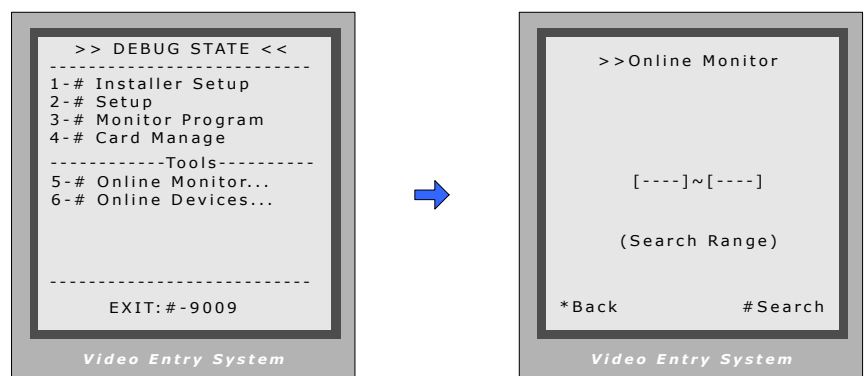 >> DEBUG STATE <<
---------------------------
1-# Installer Setup
2-# Setup
3-# Monitor Program
4-# Card Manage
------------Tools----------
5-# Online Monitor...
6-# Online Devices...
---------------------------
EXIT:#-9009
Video Entry System
>>Online Monitor
[----]~[----]
(Search Range)
*Back #Search
Video Entry System